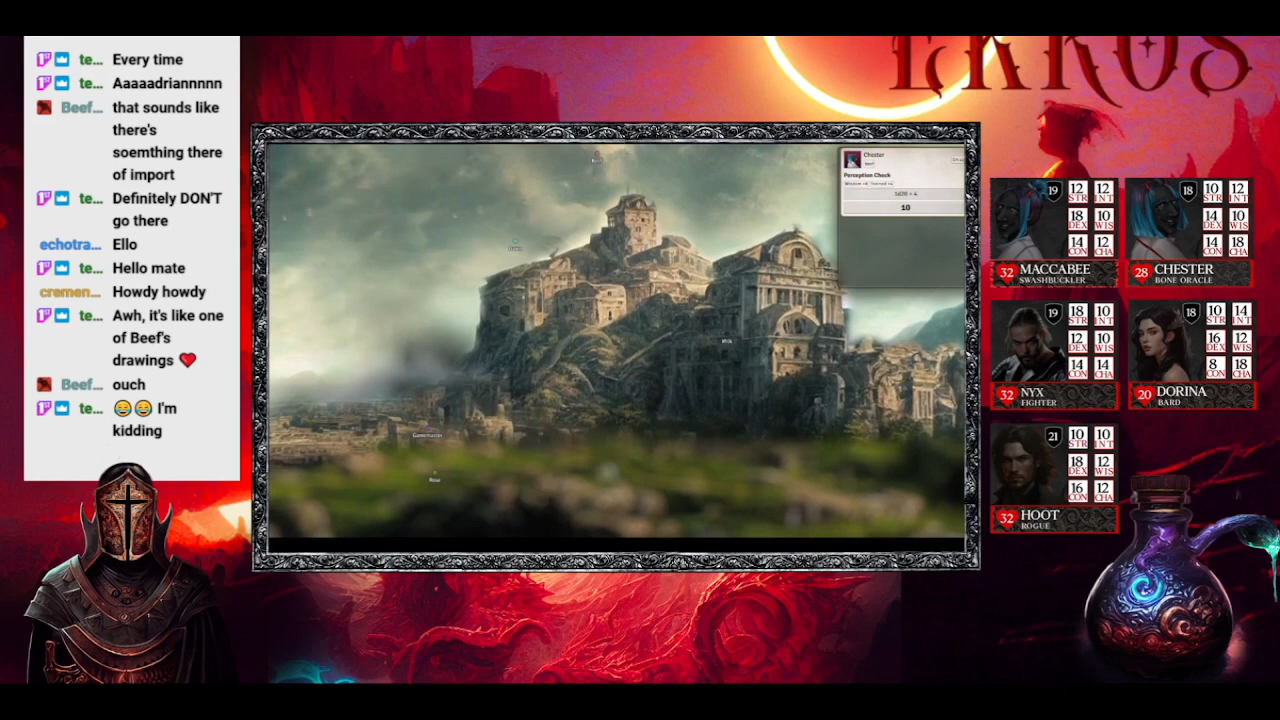 te... Every time
te... Aaaaadriannnnn
Beef... that sounds like
there's
soemthing there
of import
te... Definitely DON'T
go there
echotra... Ello
te... Hello mate
cremen... Howdy howdy
te... Awh, it's like one
of Beef's
drawings ❤️
Beef... ouch
te... 😂😂 I'm
kidding
Chester
Perception Check
1d20 + 4
10
Gamemaster
Rose
19
12 STR 12 INT
18 DEX 10 WIS
14 CON 12 CHA
32 MACCABEE
SWASHBUCKLER
18
10 STR 12 INT
14 DEX 10 WIS
14 CON 18 CHA
28 CHESTER
BONE ORACLE
19
18 STR 10 INT
12 DEX 10 WIS
14 CON 14 CHA
32 NYX
FIGHTER
18
10 STR 14 INT
16 DEX 12 WIS
8 CON 18 CHA
20 DORINA
BARD
21
10 STR 10 INT
18 DEX 12 WIS
16 CON 12 CHA
32 HOOT
ROGUE